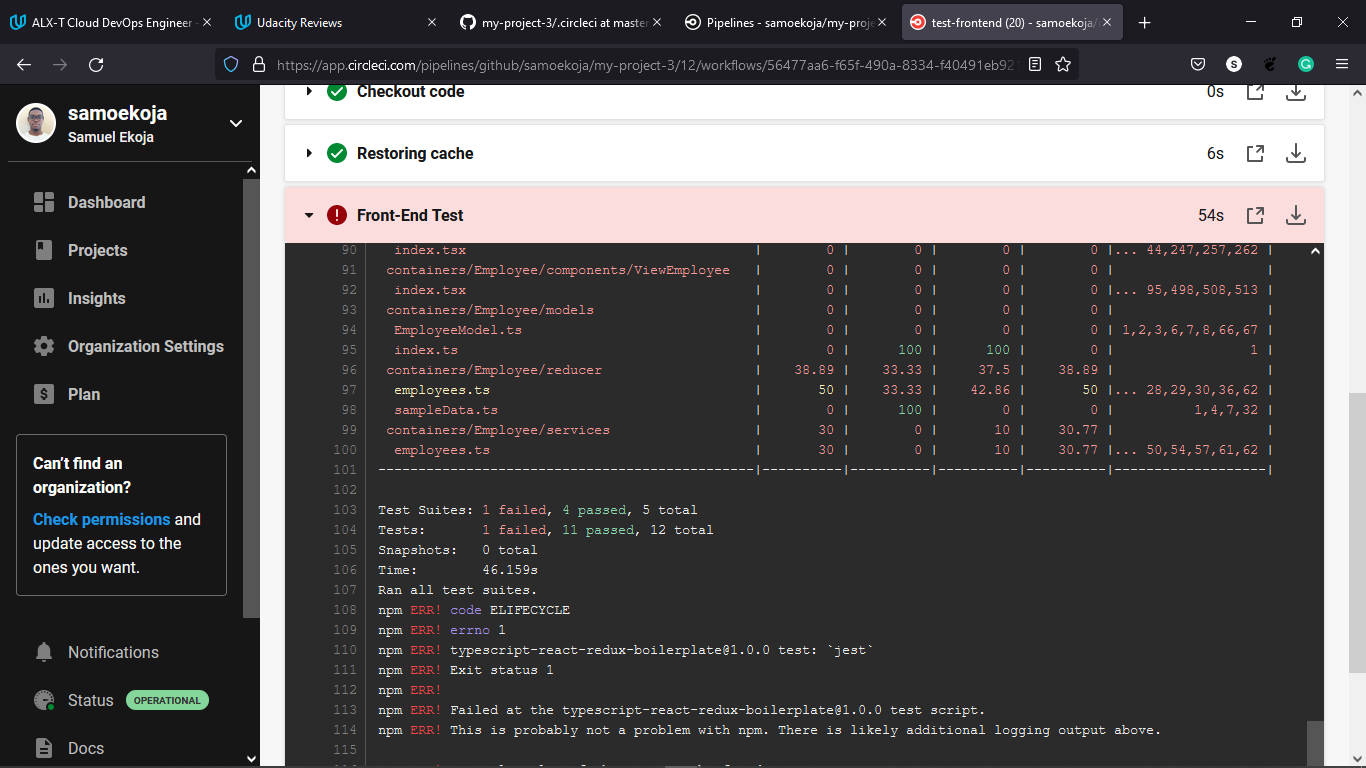 ALX-T Cloud DevOps Engineer -
Udacity Reviews
my-project-3/.circleci at master
Pipelines - samoekoja/my-proje
test-frontend (20) - samoekoja/
https://app.circleci.com/pipelines/github/samoekoja/my-project-3/12/workflows/56477aa6-f65f-490a-8334-f40491eb921
samoekoja
Samuel Ekoja
Dashboard
Projects
Insights
Organization Settings
Plan
Can't find an
organization?
Check permissions and
update access to the
ones you want.
Notifications
Status OPERATIONAL
Docs
Checkout code 0s
Restoring cache 6s
Front-End Test 54s
90 index.tsx | 0 | 0 | 0 | 0 |... 44,247,257,262 |
91 containers/Employee/components/ViewEmployee | 0 | 0 | 0 | 0 | |
92 index.tsx | 0 | 0 | 0 | 0 |... 95,498,508,513 |
93 containers/Employee/models | 0 | 0 | 0 | 0 | |
94 EmployeeModel.ts | 0 | 0 | 0 | 0 | 1,2,3,6,7,8,66,67 |
95 index.ts | 0 | 100 | 100 | 0 | 1 |
96 containers/Employee/reducer | 38.89 | 33.33 | 37.5 | 38.89 | |
97 employees.ts | 50 | 33.33 | 42.86 | 50 |... 28,29,30,36,62 |
98 sampleData.ts | 0 | 100 | 0 | 0 | 1,4,7,32 |
99 containers/Employee/services | 30 | 0 | 10 | 30.77 | |
100 employees.ts | 30 | 0 | 10 | 30.77 |... 50,54,57,61,62 |
101 -----------------------------------------------|----------|----------|----------|----------|-------------------|
102
103 Test Suites: 1 failed, 4 passed, 5 total
104 Tests: 1 failed, 11 passed, 12 total
105 Snapshots: 0 total
106 Time: 46.159s
107 Ran all test suites.
108 npm ERR! code ELIFECYCLE
109 npm ERR! errno 1
110 npm ERR! typescript-react-redux-boilerplate@1.0.0 test: `jest`
111 npm ERR! Exit status 1
112 npm ERR!
113 npm ERR! Failed at the typescript-react-redux-boilerplate@1.0.0 test script.
114 npm ERR! This is probably not a problem with npm. There is likely additional logging output above.
115